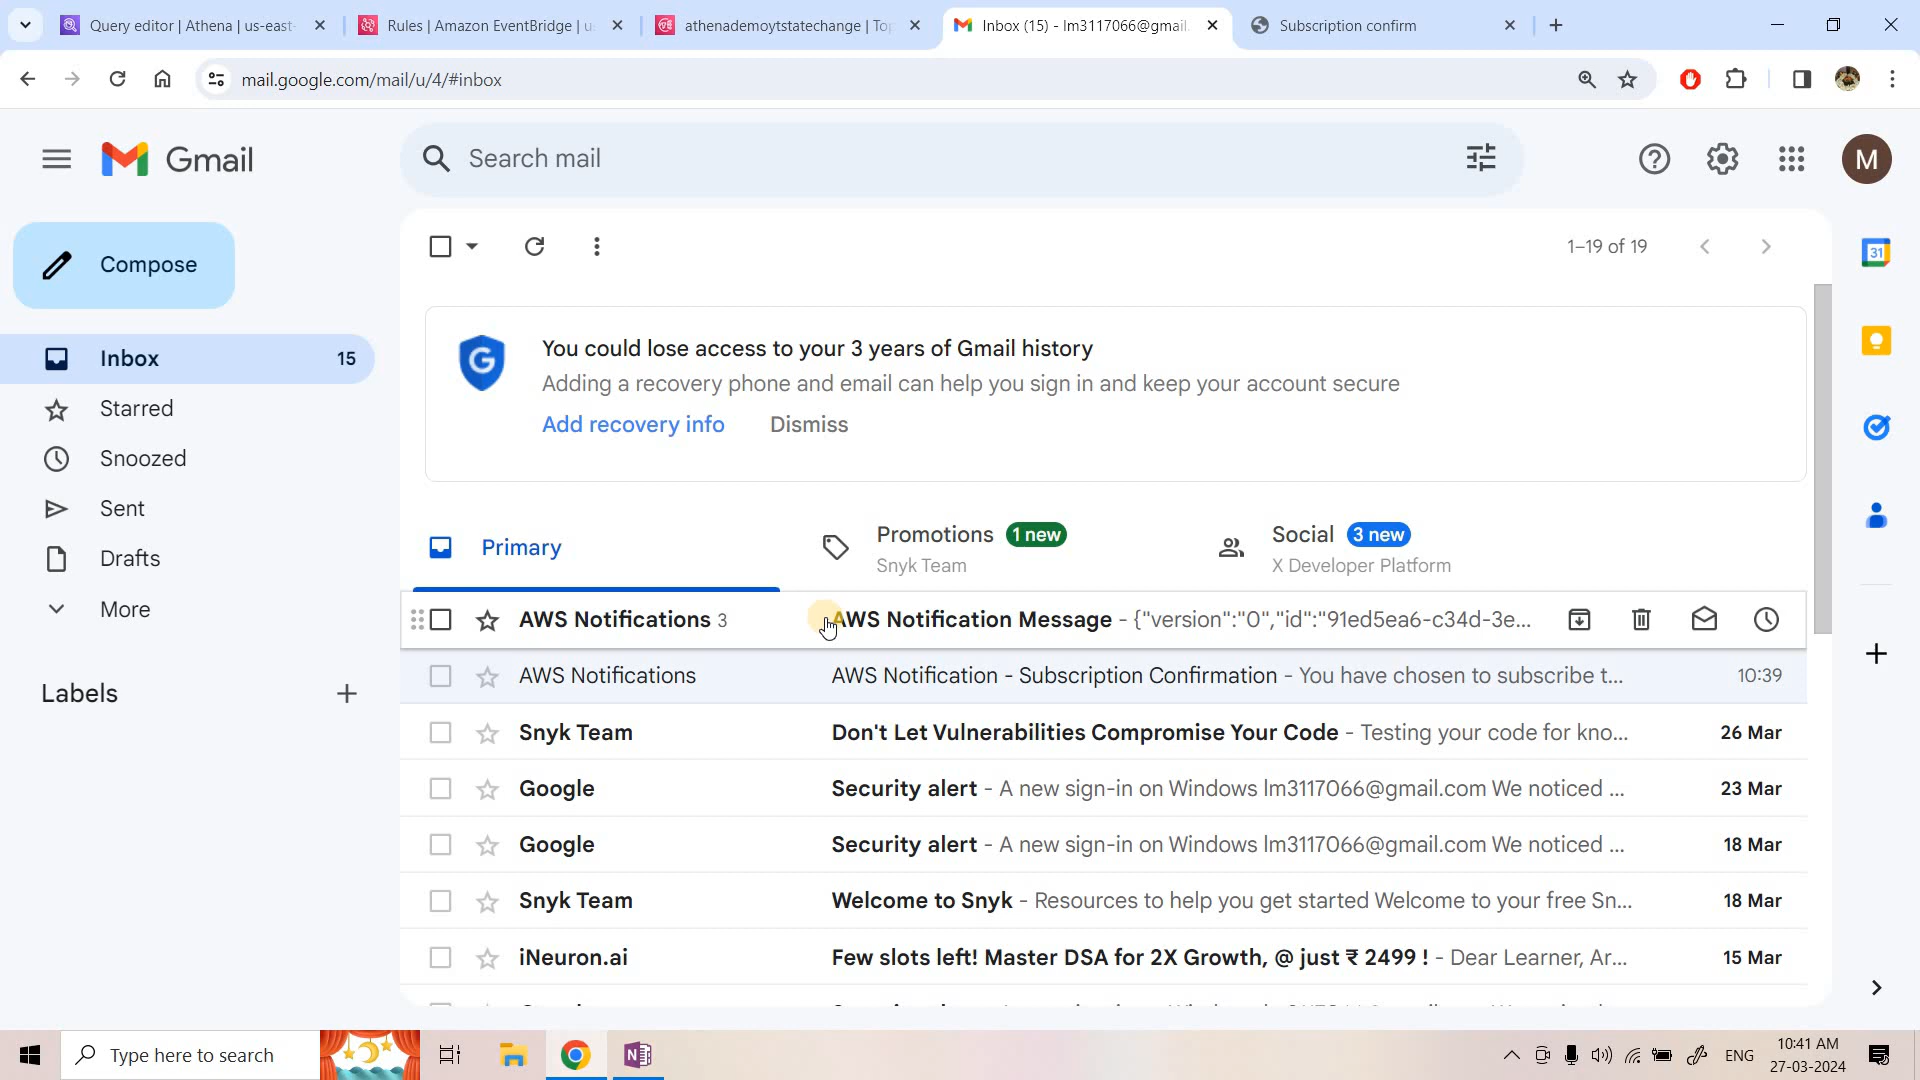 Query editor | Athena | us-east-
Rules | Amazon EventBridge | u
athenademoytstatechange | Top
Inbox (15) - lm3117066@gmail.
Subscription confirm
mail.google.com/mail/u/4/#inbox
Gmail
Search mail
M
Compose
1–19 of 19
31
You could lose access to your 3 years of Gmail history
Adding a recovery phone and email can help you sign in and keep your account secure
Add recovery info Dismiss
Inbox 15
Starred
Snoozed
Sent
Drafts
More
Labels
Primary
Promotions 1 new
Snyk Team
Social 3 new
X Developer Platform
AWS Notifications 3 AWS Notification Message - {"version":"0","id":"91ed5ea6-c34d-3e...
AWS Notifications AWS Notification - Subscription Confirmation - You have chosen to subscribe t... 10:39
Snyk Team Don't Let Vulnerabilities Compromise Your Code - Testing your code for kno... 26 Mar
Google Security alert - A new sign-in on Windows lm3117066@gmail.com We noticed ... 23 Mar
Google Security alert - A new sign-in on Windows lm3117066@gmail.com We noticed ... 18 Mar
Snyk Team Welcome to Snyk - Resources to help you get started Welcome to your free Sn... 18 Mar
iNeuron.ai Few slots left! Master DSA for 2X Growth, @ just ₹ 2499 ! - Dear Learner, Ar... 15 Mar
Type here to search
ENG
10:41 AM
27-03-2024